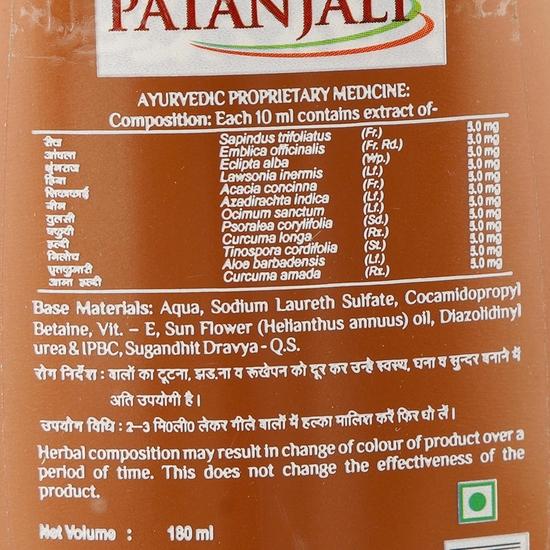 PATANJALI
AYURVEDIC PROPRIETARY MEDICINE:
Composition: Each 10 ml contains extract of-
रीठा Sapindus trifoliatus (Fr.) 5.0 mg
आंवला Emblica officinalis (Fr. Rd.) 5.0 mg
भृंगराज Eclipta alba (Wp.) 5.0 mg
हिना Lawsonia inermis (Lf.) 5.0 mg
शिकाकाई Acacia concinna (Fr.) 5.0 mg
नीम Azadirachta indica (Lf.) 5.0 mg
तुलसी Ocimum sanctum (Lf.) 5.0 mg
बकुची Psoralea corylifolia (Sd.) 5.0 mg
हल्दी Curcuma longa (Rz.) 5.0 mg
गिलोय Tinospora cordifolia (St.) 5.0 mg
घृतकुमारी Aloe barbadensis (Lf.) 5.0 mg
आमा हल्दी Curcuma amada (Rz.) 5.0 mg
Base Materials: Aqua, Sodium Laureth Sulfate, Cocamidopropyl
Betaine, Vit. – E, Sun Flower (Helianthus annuus) oil, Diazolidinyl
urea & IPBC, Sugandhit Dravya - Q.S.
रोग निर्देश : बालों का टूटना, झड.ना व रूखेपन को दूर कर उन्हें स्वस्थ, घना व सुन्दर बनाने में
अति उपयोगी है।
उपयोग विधि : 2–3 मि0ली0 लेकर गीले बालों में हल्का मालिश करें फिर धो लें।
Herbal composition may result in change of colour of product over a
period of time. This does not change the effectiveness of the
product.
Net Volume : 180 ml